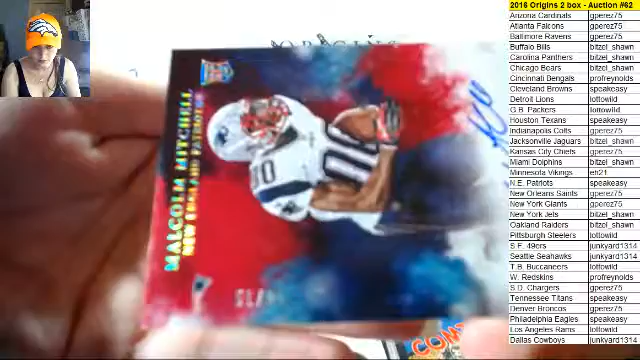 2016 Origins 2 box - Auction #62
Arizona Cardinals gperez75
Atlanta Falcons gperez75
Baltimore Ravens gperez75
Buffalo Bills bitzel_shawn
Carolina Panthers bitzel_shawn
Chicago Bears bitzel_shawn
Cincinnati Bengals profreynolds
Cleveland Browns speakeasy
Detroit Lions lottowild
G.B. Packers lottowild
Houston Texans speakeasy
Indianapolis Colts gperez75
Jacksonville Jaguars bitzel_shawn
Kansas City Chiefs gperez75
Miami Dolphins bitzel_shawn
Minnesota Vikings eh21
N.E. Patriots speakeasy
New Orleans Saints gperez75
New York Giants gperez75
New York Jets bitzel_shawn
Oakland Raiders bitzel_shawn
Pittsburgh Steelers lottowild
S.F. 49ers junkyard1314
Seattle Seahawks junkyard1314
T.B. Buccaneers lottowild
W. Redskins profreynolds
S.D. Chargers gperez75
Tennessee Titans speakeasy
Denver Broncos gperez75
Philadelphia Eagles speakeasy
Los Angeles Rams lottowild
Dallas Cowboys junkyard1314
ORIGINS
MALCOLM MITCHELL
NEW ENGLAND PATRIOTS